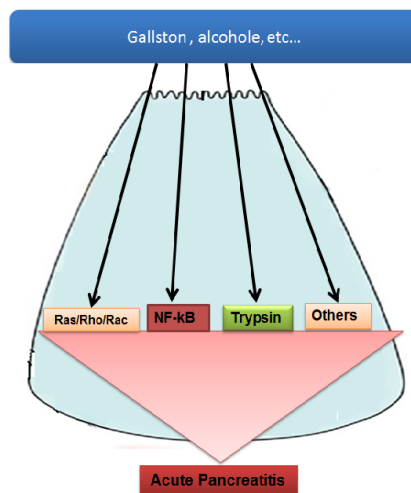 Gallston , alcohole, etc...
Ras/Rho/Rac NF-kB Trypsin Others
Acute Pancreatitis